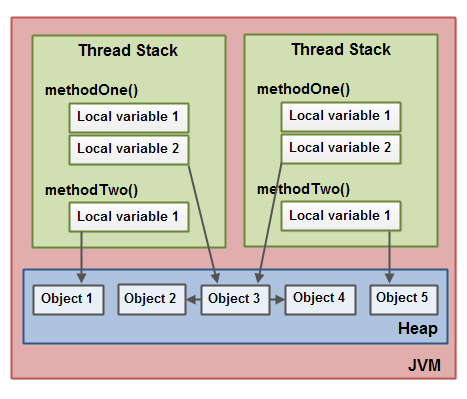 Thread Stack
methodOne()
Local variable 1
Local variable 2
methodTwo()
Local variable 1
Thread Stack
methodOne()
Local variable 1
Local variable 2
methodTwo()
Local variable 1
Object 1
Object 2
Object 3
Object 4
Object 5
Heap
JVM